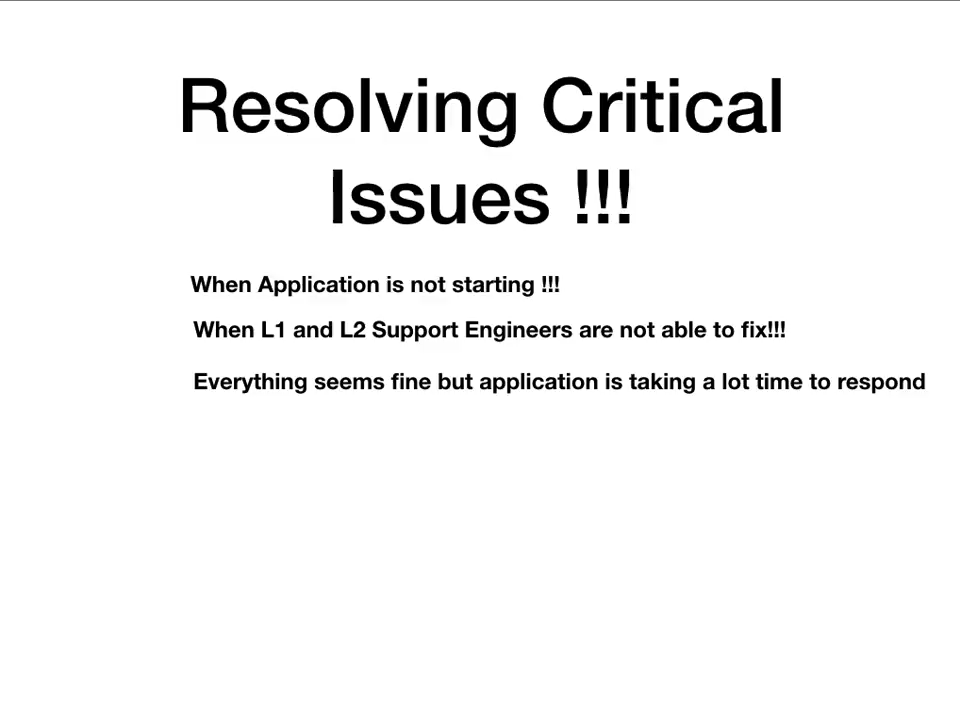 Resolving Critical
Issues !!!
When Application is not starting !!!
When L1 and L2 Support Engineers are not able to fix!!!
Everything seems fine but application is taking a lot time to respond